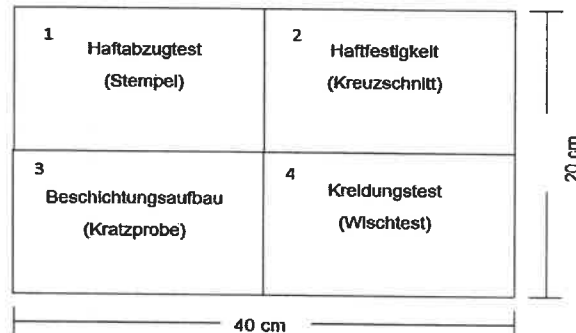 1
Haftabzugtest
(Stempel)
2
Haftfestigkeit
(Kreuzschnitt)
3
Beschichtungsaufbau
(Kratzprobe)
4
Kreidungstest
(Wischtest)
20 cm
40 cm